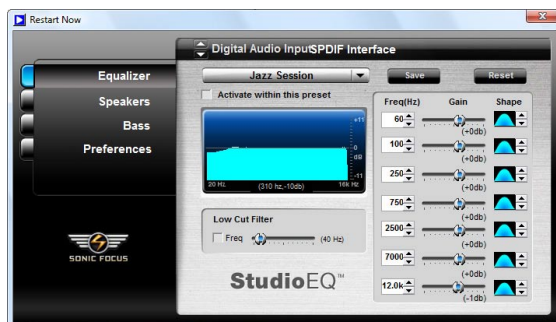 Restart Now
Digital Audio InputSPDIF Interface
Equalizer
Speakers
Bass
Preferences
SONIC FOCUS
Jazz Session
Save
Reset
Activate within this preset
+11
0
dB
-11
20 Hz
(310 hz,-10db)
16k Hz
Low Cut Filter
Freq
(40 Hz)
StudioEQ™
Freq(Hz) Gain Shape
60
(+0db)
100
(+0db)
250
(+0db)
750
(+0db)
2500
(+0db)
7000
(+0db)
12.0k
(-1db)